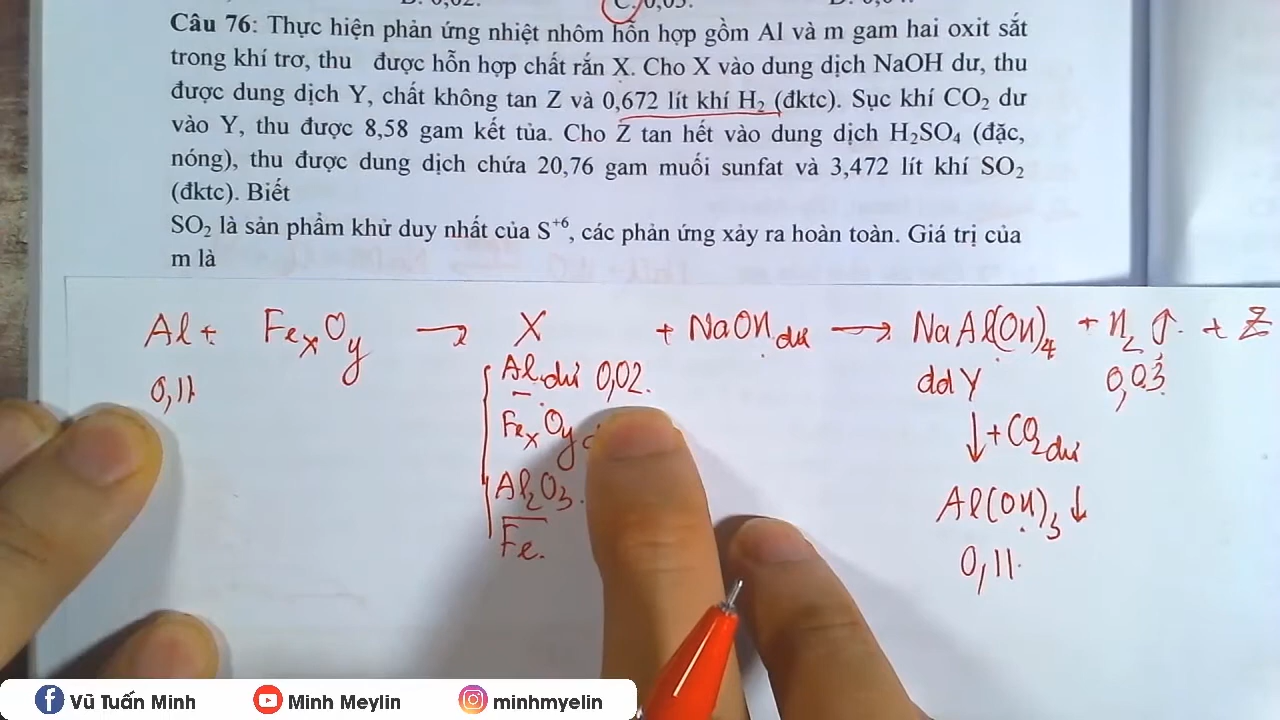 C. 0,03.
Câu 76: Thực hiện phản ứng nhiệt nhôm hỗn hợp gồm Al và m gam hai oxit sắt
trong khí trơ, thu được hỗn hợp chất rắn X. Cho X vào dung dịch NaOH dư, thu
được dung dịch Y, chất không tan Z và 0,672 lít khí H₂ (đktc). Sục khí CO₂ dư
vào Y, thu được 8,58 gam kết tủa. Cho Z tan hết vào dung dịch H₂SO₄ (đặc,
nóng), thu được dung dịch chứa 20,76 gam muối sunfat và 3,472 lít khí SO₂
(đktc). Biết
SO₂ là sản phẩm khử duy nhất của S⁺⁶, các phản ứng xảy ra hoàn toàn. Giá trị của
m là
Al + FeₓOy → X + NaOH dư → NaAl(OH)₄ + H₂ ↑ + Z
0,11 Al dư 0,02. dd Y 0,03
FeₓOy ↓ + CO₂ dư
Al₂O₃. Al(OH)₃ ↓
Fe. 0,11
Vũ Tuấn Minh Minh Meylin minhmyelin